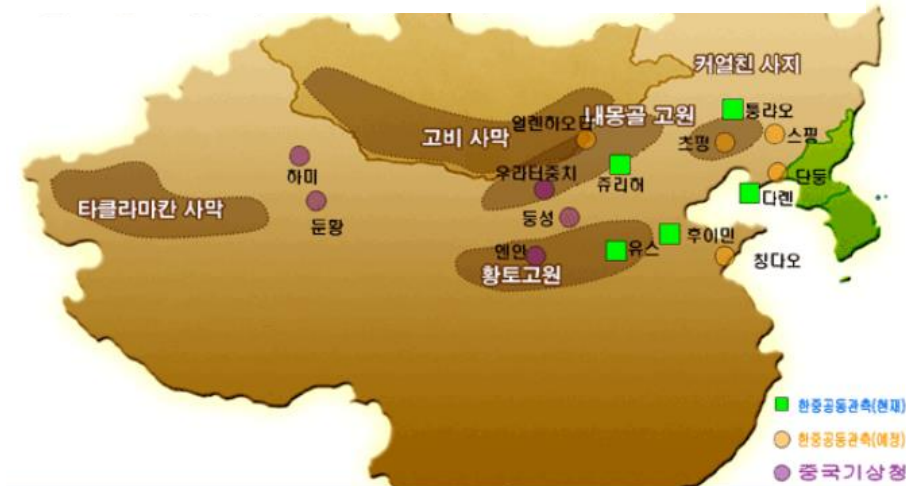 커얼친 사지
내몽골 고원
퉁랴오
얼렌하오터
고비 사막
츠펑
스핑
하미
우라터중치
쥬리허
단둥
타클라마칸 사막
둔황
둥성
다롄
후이민
옌안
유스
칭다오
황토고원
한중공동관측(현재)
한중공동관측(예정)
중국기상청